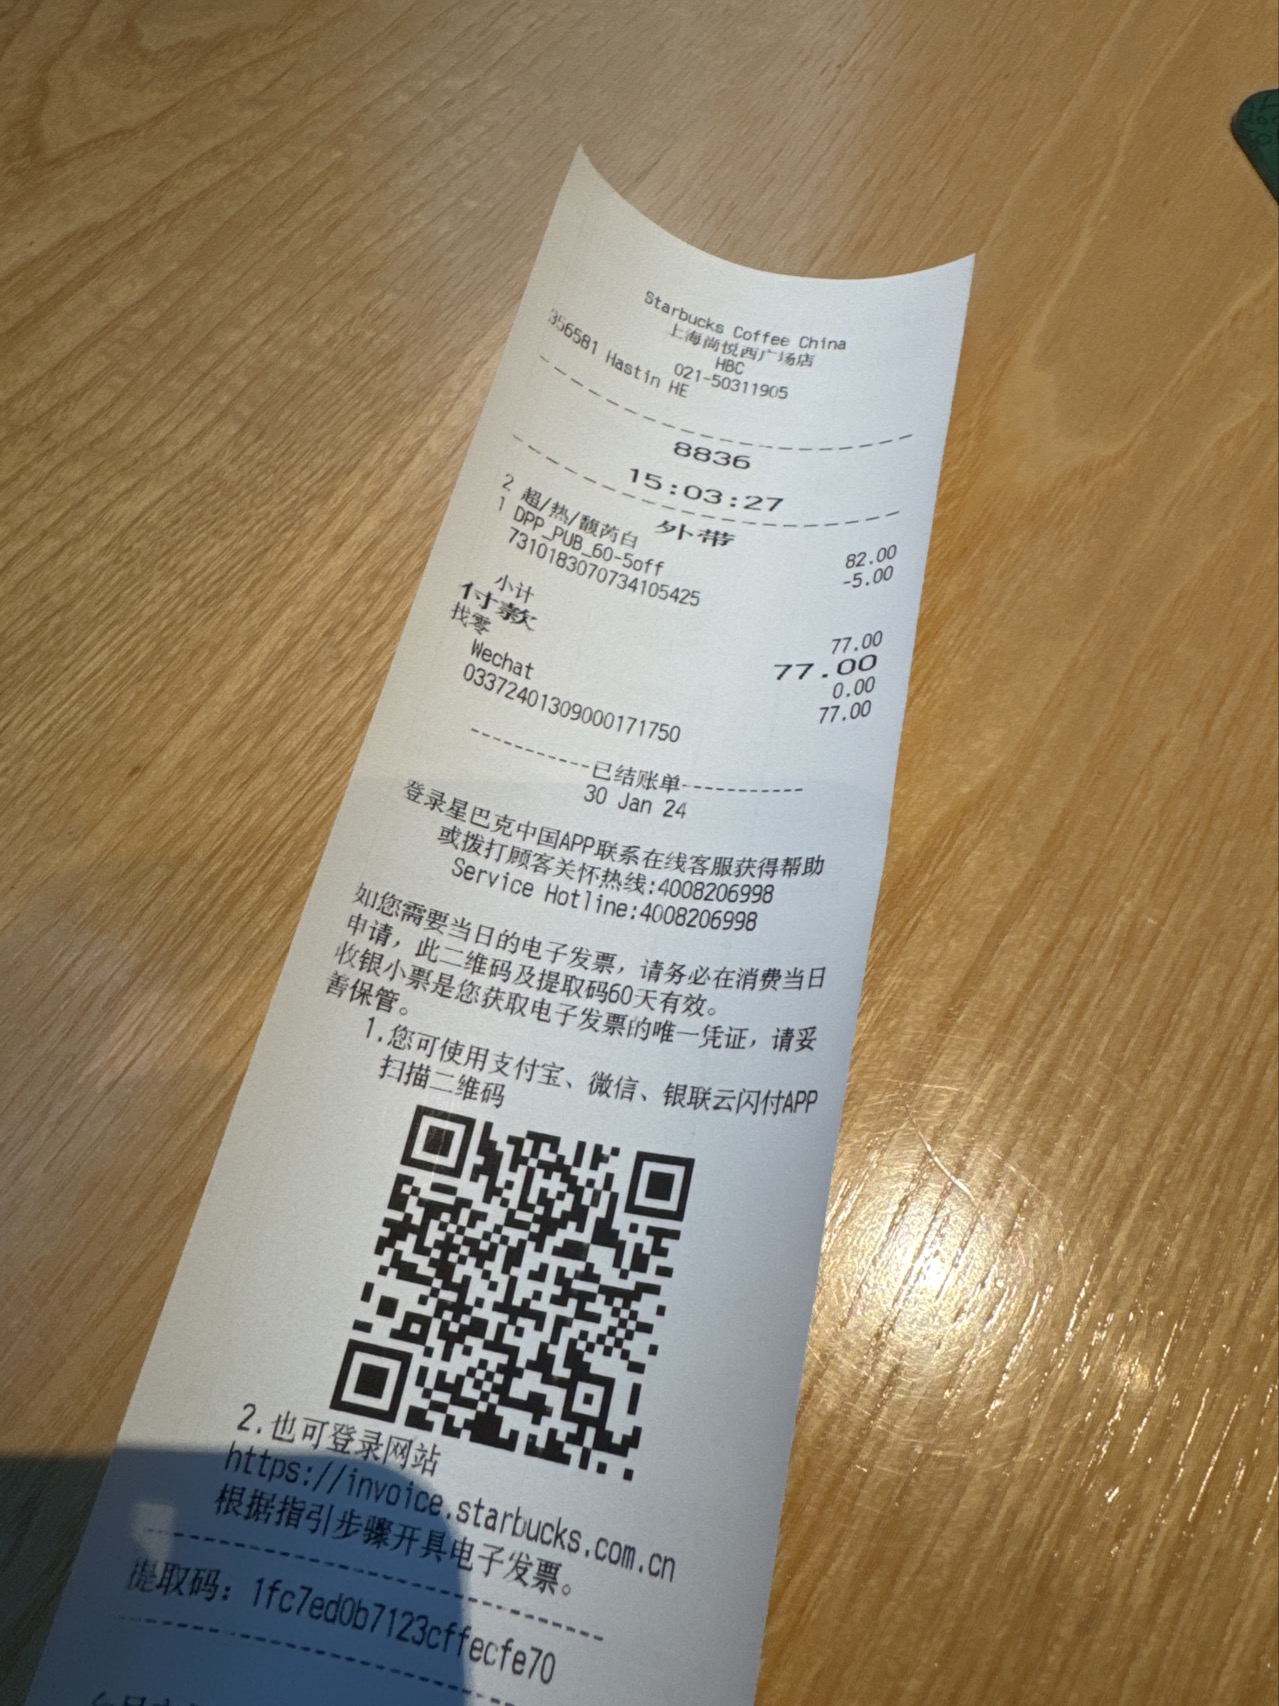 Starbucks Coffee China
上海尚悦西广场店
HBC
021-50311905
356581 Hastin HE
8836
15:03:27
外带
2 超/热/馥芮白 82.00
1 DPP_PUB_60-5off -5.00
7310183070734105425
小计 77.00
付款 77.00
找零 0.00
Wechat 77.00
03372401309000171750
-----------已结账单-----------
30 Jan 24
登录星巴克中国APP联系在线客服获得帮助
或拨打顾客关怀热线:4008206998
Service Hotline:4008206998
如您需要当日的电子发票，请务必在消费当日
申请，此二维码及提取码60天有效。
收银小票是您获取电子发票的唯一凭证，请妥
善保管。
1.您可使用支付宝、微信、银联云闪付APP
扫描二维码
2.也可登录网站
https://invoice.starbucks.com.cn
根据指引步骤开具电子发票。
提取码：1fc7ed0b7123cffecfe70